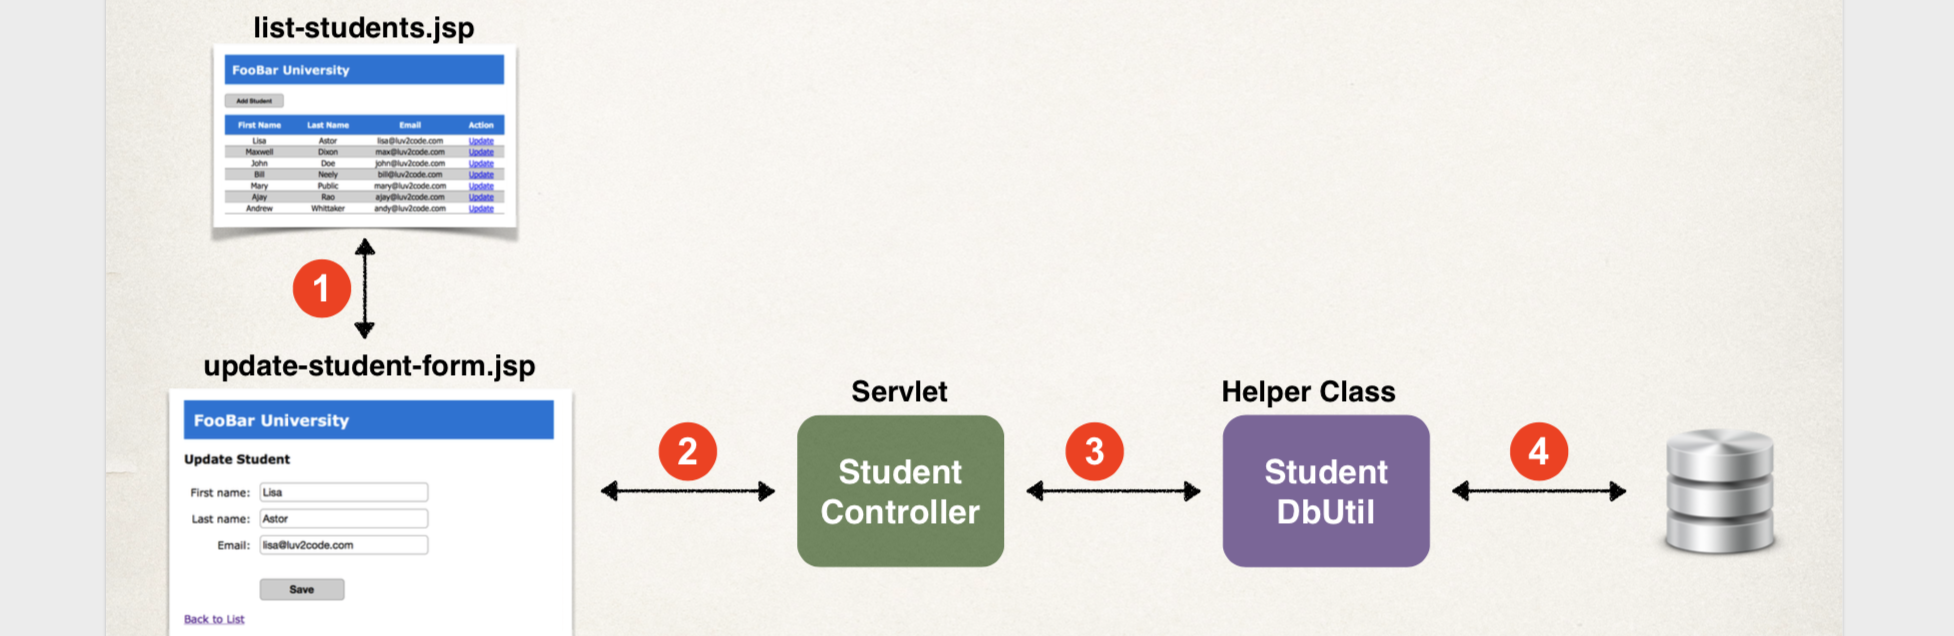 list-students.jsp
FooBar University
Add Student
First Name Last Name Email Action
Lisa Astor lisa@luv2code.com Update
Maxwell Dixon max@luv2code.com Update
John Doe john@luv2code.com Update
Bill Neely bill@luv2code.com Update
Mary Public mary@luv2code.com Update
Ajay Rao ajay@luv2code.com Update
Andrew Whittaker andy@luv2code.com Update
1
update-student-form.jsp
FooBar University
Update Student
First name: Lisa
Last name: Astor
Email: lisa@luv2code.com
Save
Back to List
2
Servlet
Student
Controller
3
Helper Class
Student
DbUtil
4